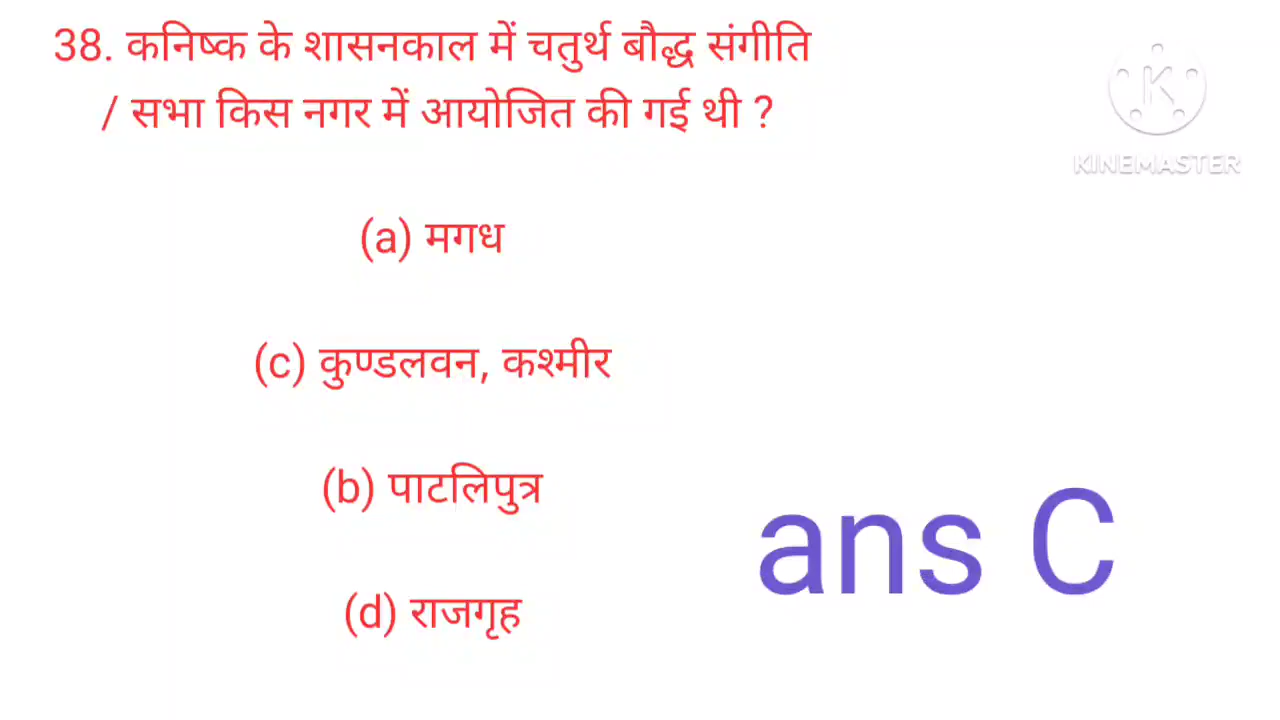 38. कनिष्क के शासनकाल में चतुर्थ बौद्ध संगीति
/ सभा किस नगर में आयोजित की गई थी ?
KINEMASTER
(a) मगध
(c) कुण्डलवन, कश्मीर
(b) पाटलिपुत्र
(d) राजगृह
ans C